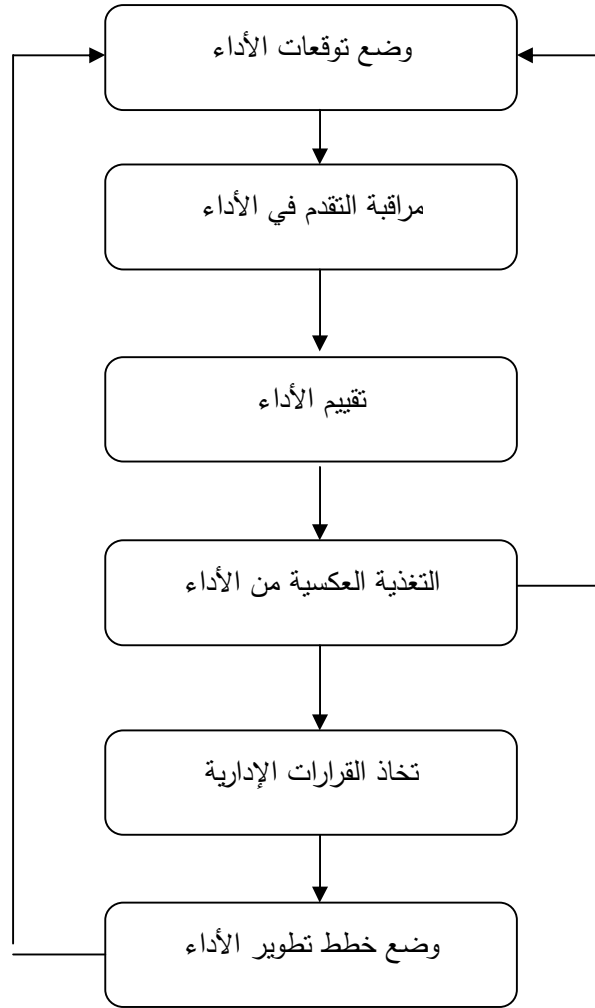 وضع توقعات الأداء
مراقبة التقدم في الأداء
تقييم الأداء
التغذية العكسية من الأداء
تخاذ القرارات الإدارية
وضع خطط تطوير الأداء